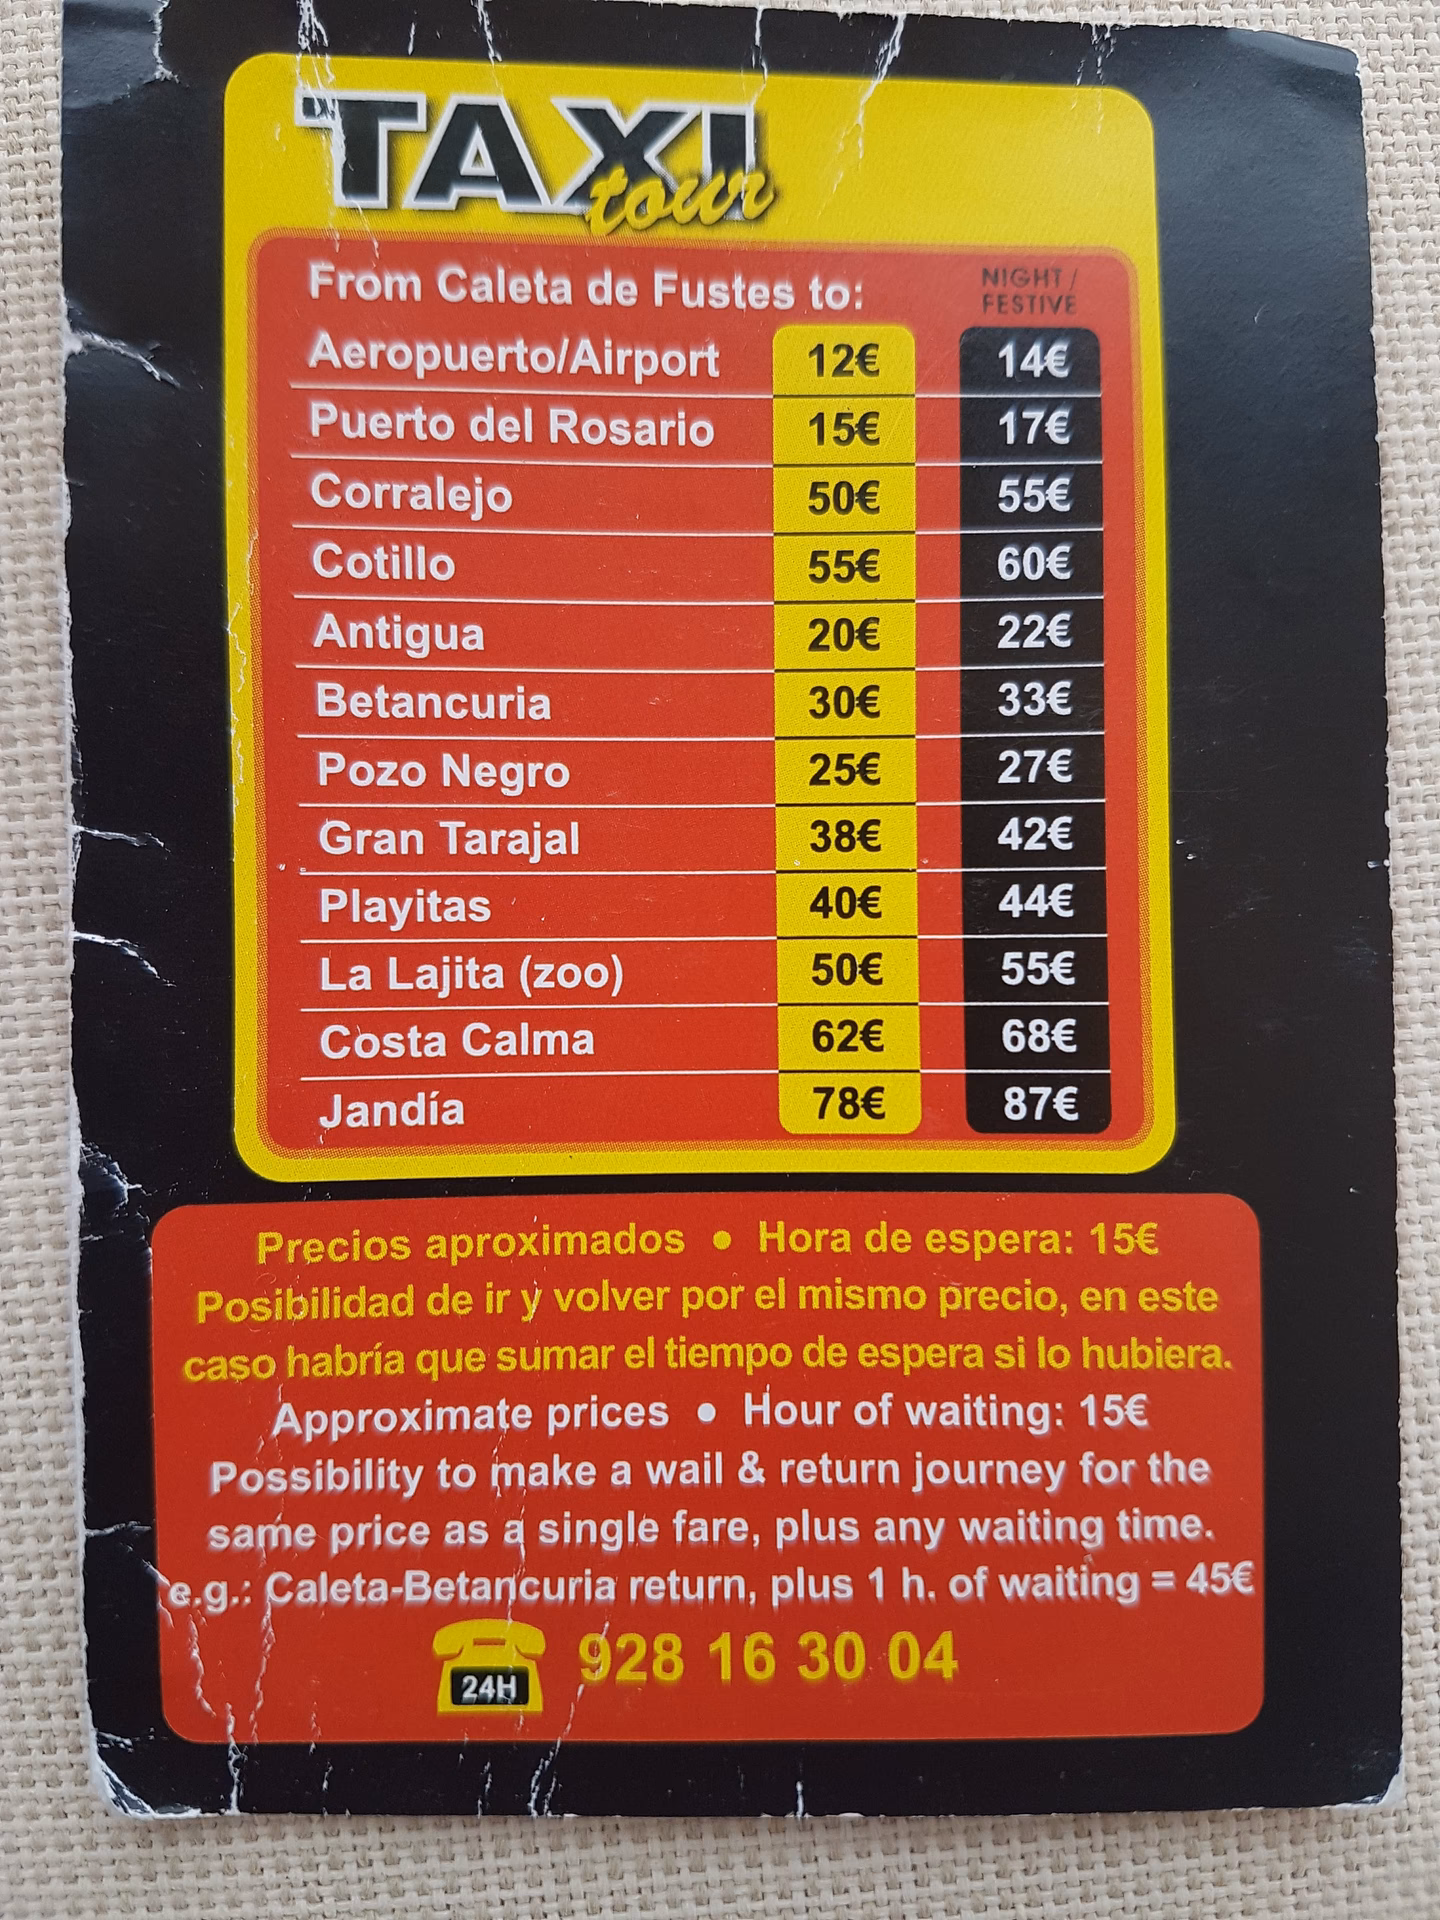 TAXI
tour
From Caleta de Fustes to: NIGHT / FESTIVE
Aeropuerto/Airport 12€ 14€
Puerto del Rosario 15€ 17€
Corralejo 50€ 55€
Cotillo 55€ 60€
Antigua 20€ 22€
Betancuria 30€ 33€
Pozo Negro 25€ 27€
Gran Tarajal 38€ 42€
Playitas 40€ 44€
La Lajita (zoo) 50€ 55€
Costa Calma 62€ 68€
Jandía 78€ 87€
Precios aproximados • Hora de espera: 15€
Posibilidad de ir y volver por el mismo precio, en este
caso habría que sumar el tiempo de espera si lo hubiera.
Approximate prices • Hour of waiting: 15€
Possibility to make a wail & return journey for the
same price as a single fare, plus any waiting time.
e.g.: Caleta-Betancuria return, plus 1 h. of waiting = 45€
24H 928 16 30 04